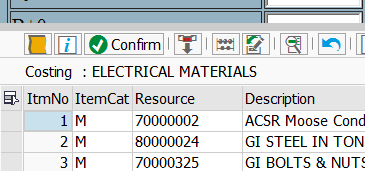 Confirm
Costing : ELECTRICAL MATERIALS
ItmNo ItemCat Resource Description
1 M 70000002 ACSR Moose Cond
2 M 80000024 GI STEEL IN TON
3 M 70000325 GI BOLTS & NUTS